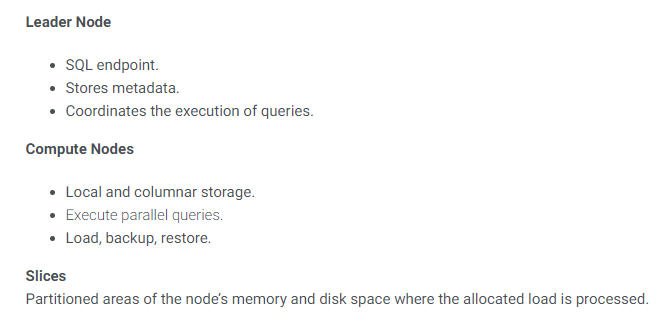 Leader Node
• SQL endpoint.
• Stores metadata.
• Coordinates the execution of queries.
Compute Nodes
• Local and columnar storage.
• Execute parallel queries.
• Load, backup, restore.
Slices
Partitioned areas of the node’s memory and disk space where the allocated load is processed.